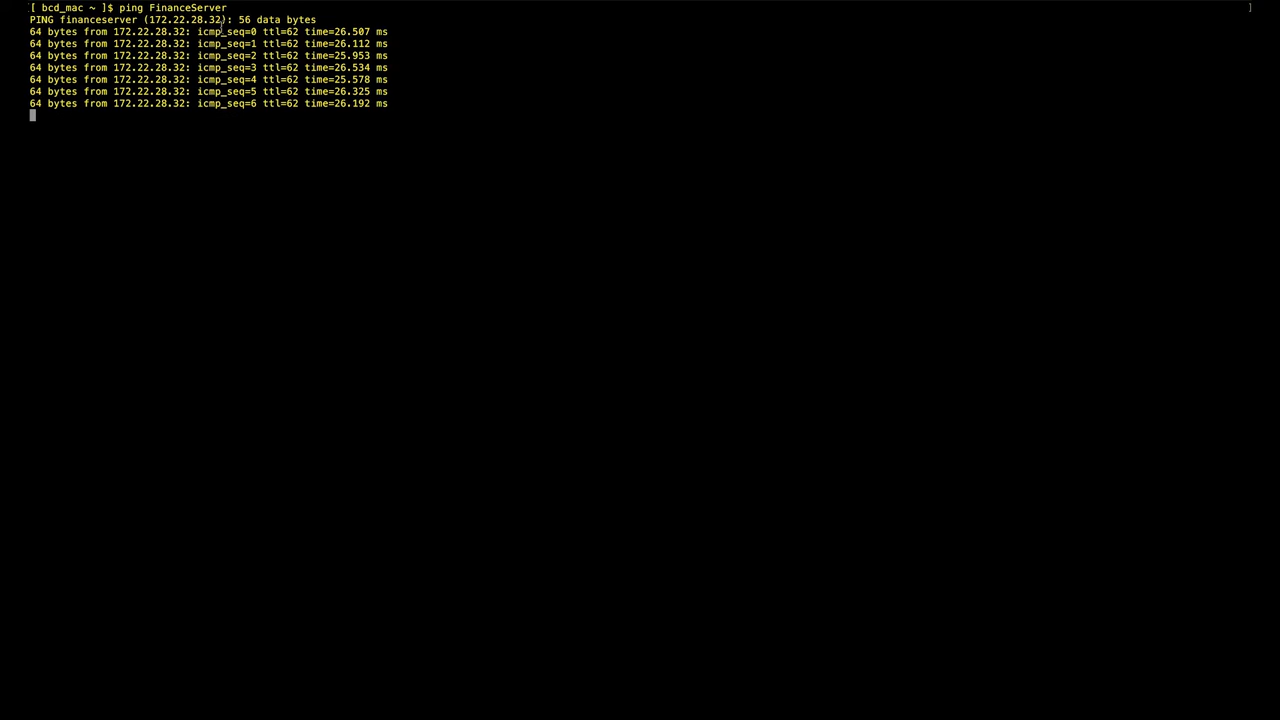 [ bcd_mac ~ ]$ ping FinanceServer ]
PING financeserver (172.22.28.32): 56 data bytes
64 bytes from 172.22.28.32: icmp_seq=0 ttl=62 time=26.507 ms
64 bytes from 172.22.28.32: icmp_seq=1 ttl=62 time=26.112 ms
64 bytes from 172.22.28.32: icmp_seq=2 ttl=62 time=25.953 ms
64 bytes from 172.22.28.32: icmp_seq=3 ttl=62 time=26.534 ms
64 bytes from 172.22.28.32: icmp_seq=4 ttl=62 time=25.578 ms
64 bytes from 172.22.28.32: icmp_seq=5 ttl=62 time=26.325 ms
64 bytes from 172.22.28.32: icmp_seq=6 ttl=62 time=26.192 ms